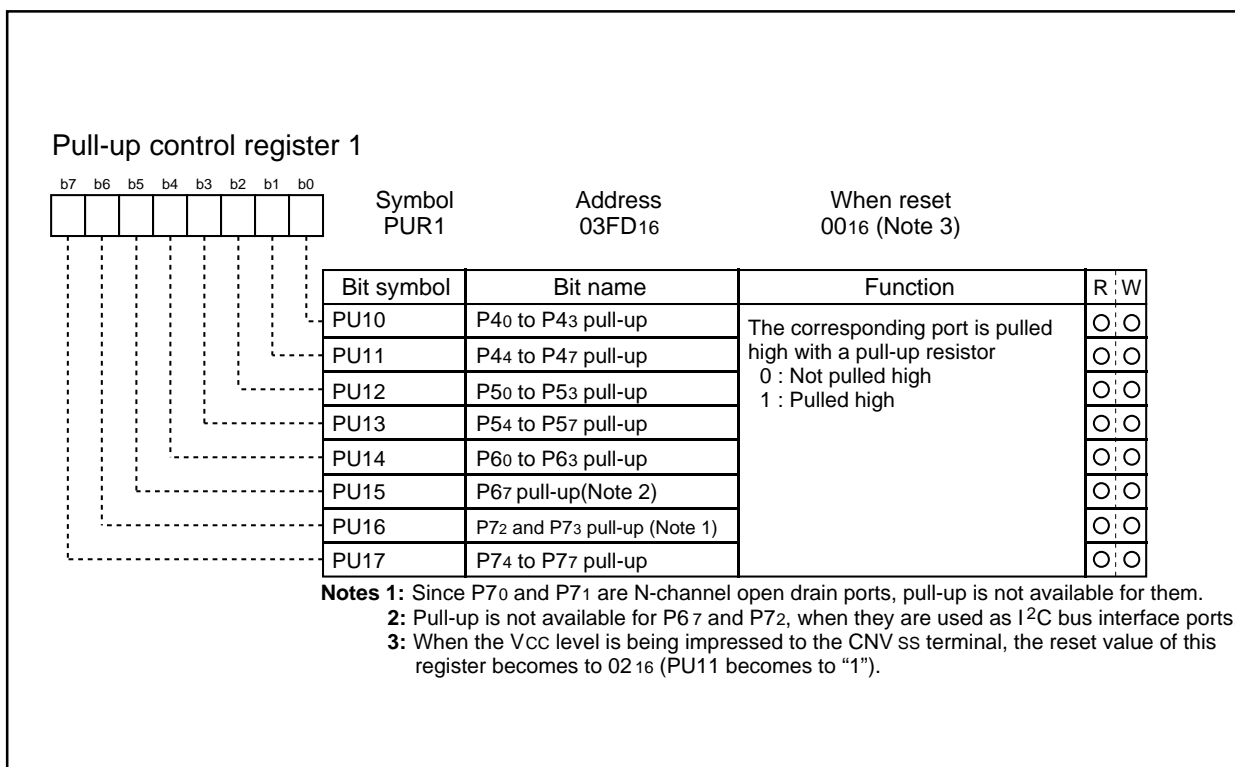 Pull-up control register 1
b7 b6 b5 b4 b3 b2 b1 b0
Symbol Address When reset
PUR1 03FD16 0016 (Note 3)
Bit symbol Bit name Function R W
PU10 P40 to P43 pull-up The corresponding port is pulled
PU11 P44 to P47 pull-up high with a pull-up resistor
PU12 P50 to P53 pull-up 0 : Not pulled high
PU13 P54 to P57 pull-up 1 : Pulled high
PU14 P60 to P63 pull-up
PU15 P67 pull-up(Note 2)
PU16 P72 and P73 pull-up (Note 1)
PU17 P74 to P77 pull-up
Notes 1: Since P70 and P71 are N-channel open drain ports, pull-up is not available for them.
2: Pull-up is not available for P67 and P72, when they are used as I2C bus interface ports
3: When the VCC level is being impressed to the CNVSS terminal, the reset value of this
register becomes to 0216 (PU11 becomes to “1”).